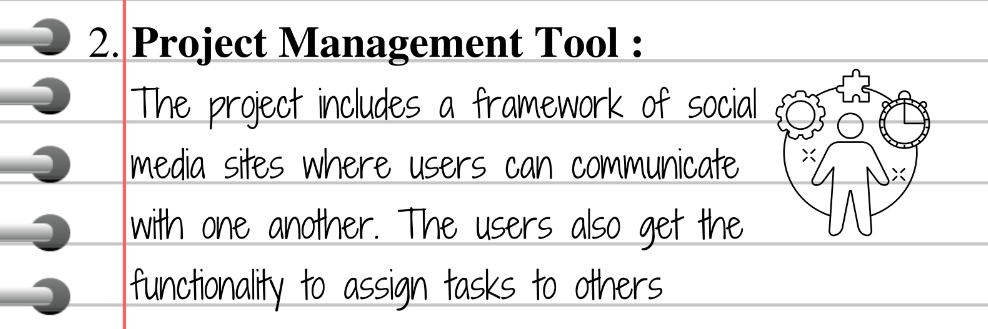 2. Project Management Tool :
The project includes a framework of social
media sites where users can communicate
with one another. The users also get the
functionality to assign tasks to others